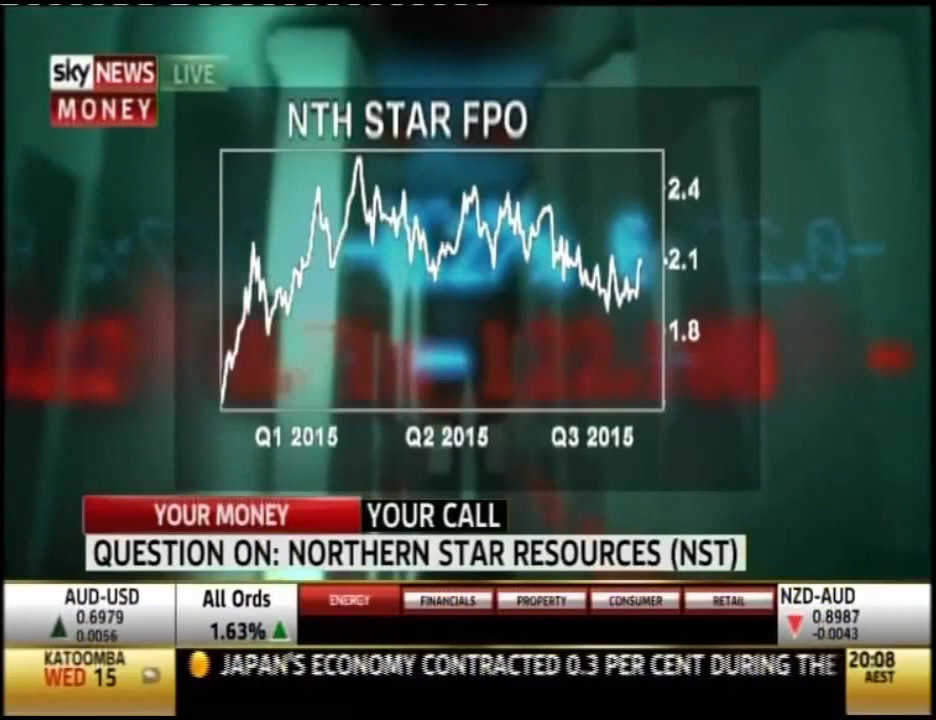 sky NEWS LIVE
MONEY
NTH STAR FPO
2.4
2.1
1.8
Q1 2015 Q2 2015 Q3 2015
YOUR MONEY YOUR CALL
QUESTION ON: NORTHERN STAR RESOURCES (NST)
AUD-USD
0.6979
0.0056
All Ords
1.63%
ENERGY FINANCIALS PROPERTY CONSUMER RETAIL
NZD-AUD
0.8987
-0.0043
KATOOMBA
WED 15
JAPAN'S ECONOMY CONTRACTED 0.3 PER CENT DURING THE
20:08
AEST